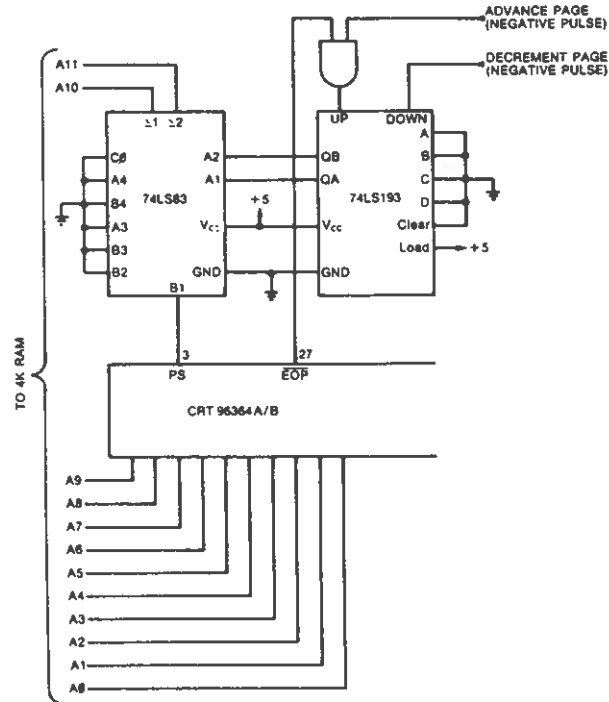 ADVANCE PAGE
(NEGATIVE PULSE)
DECREMENT PAGE
(NEGATIVE PULSE)
A11
A10
UP DOWN
Σ1 Σ2
A
CØ A2 QB B
A4 A1 QA C
B4 74LS83 +5 74LS193 D
A3 Vcc Vcc Clear
B3 Load +5
B2 GND GND
B1
3 27
PS EOP
CRT 96364A/B
TO 4K RAM
A9
A8
A7
A6
A5
A4
A3
A2
A1
AØ